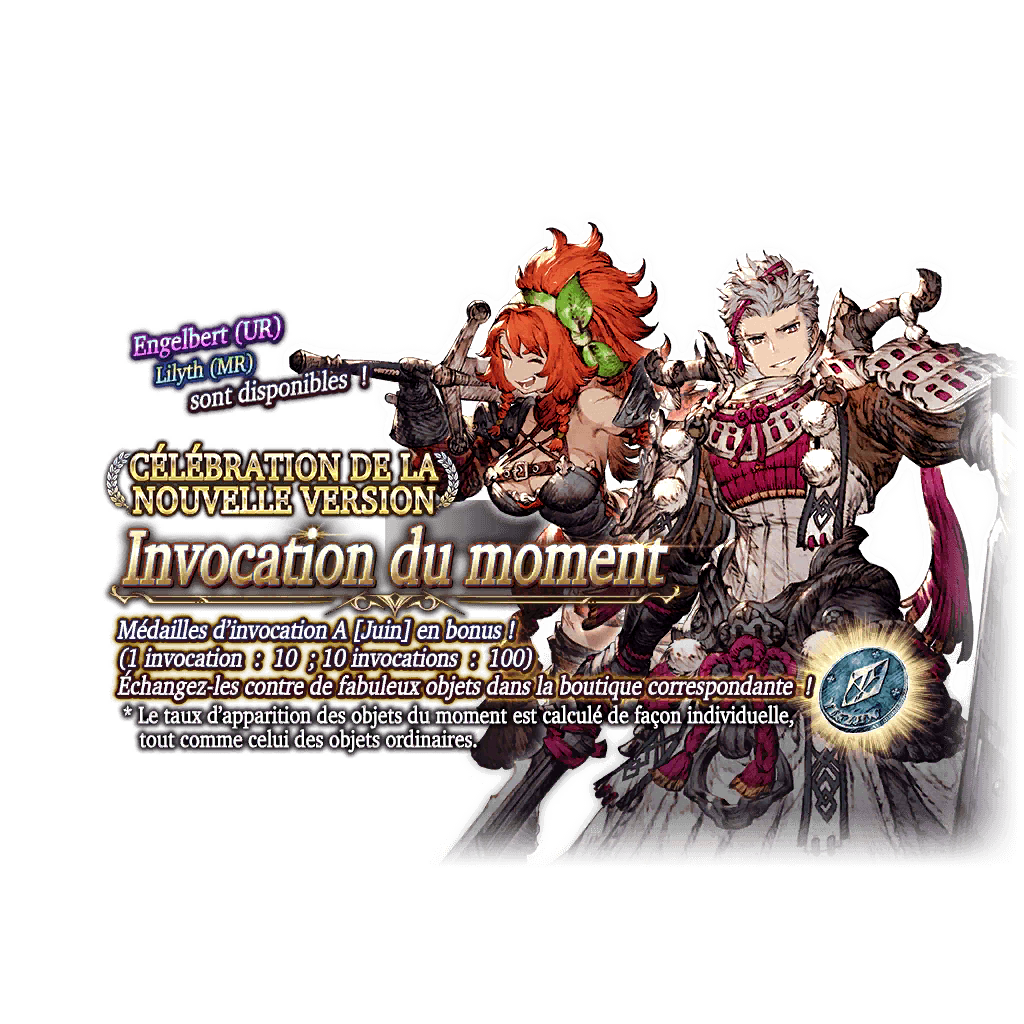 Engelbert (UR)
Lilyth (MR)
sont disponibles !
CÉLÉBRATION DE LA
NOUVELLE VERSION
Invocation du moment
Médailles d'invocation A [Juin] en bonus !
(1 invocation : 10 ; 10 invocations : 100)
Échangez-les contre de fabuleux objets dans la boutique correspondante !
* Le taux d'apparition des objets du moment est calculé de façon individuelle,
tout comme celui des objets ordinaires.